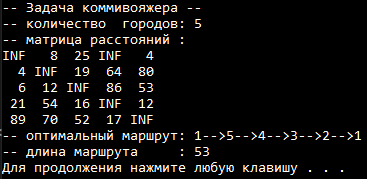 -- Задача коммивояжера --
-- количество  городов: 5
-- матрица расстояний :
INF   8  25 INF   4
  4 INF  19  64  80
  6  12 INF  86  53
 21  54  16 INF  12
 89  70  52  17 INF
-- оптимальный маршрут: 1-->5-->4-->3-->2-->1
-- длина маршрута     : 53
Для продолжения нажмите любую клавишу . . .